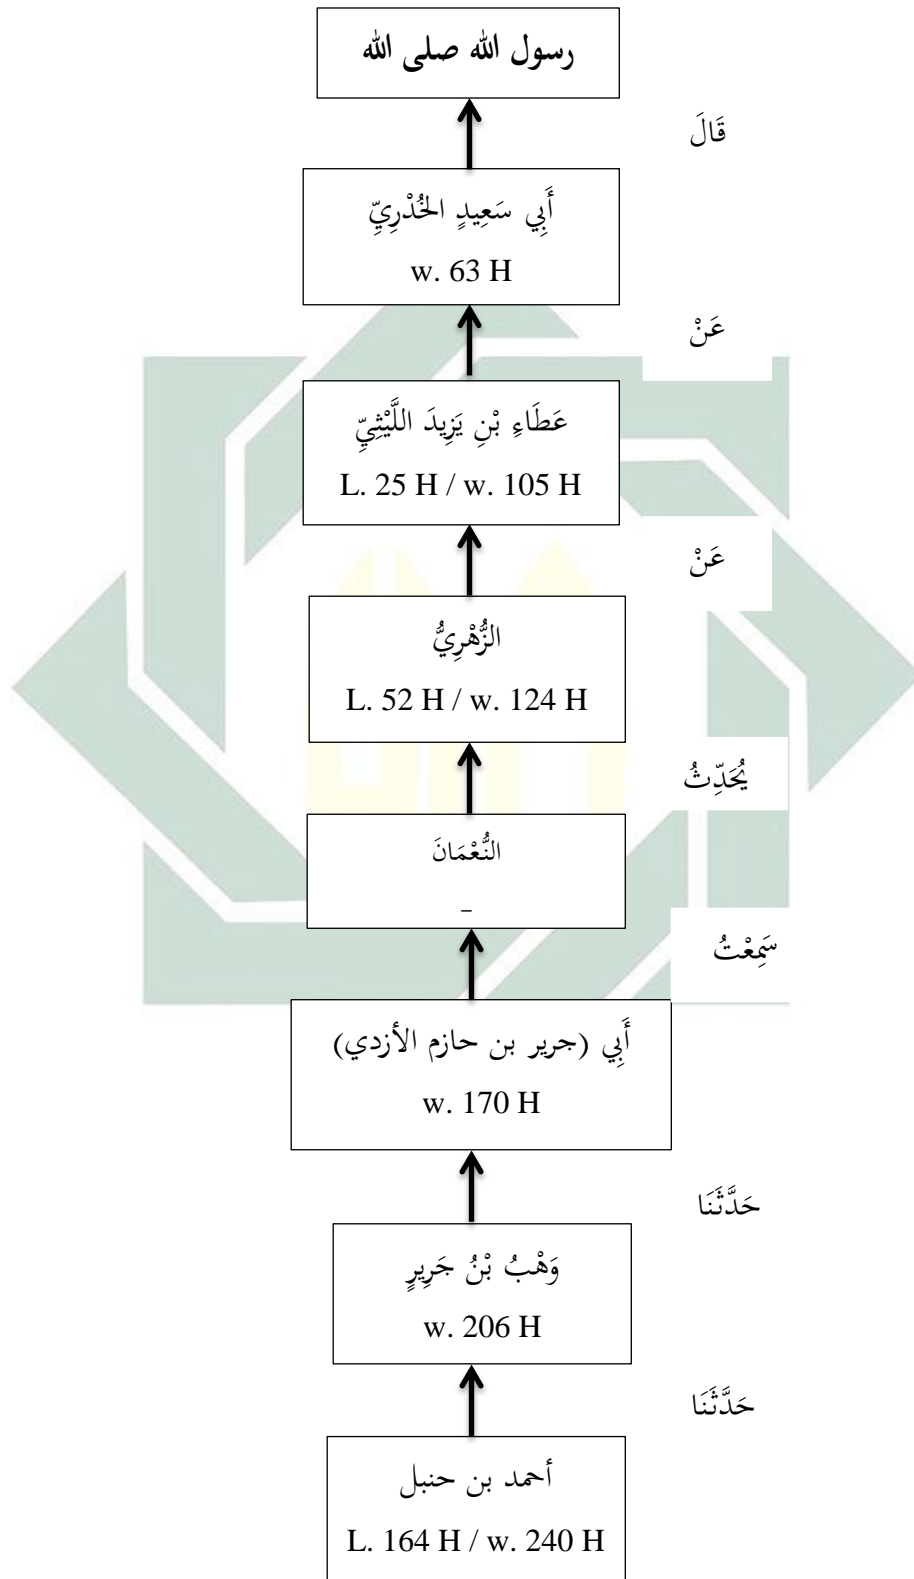 رسول الله صلى الله
قَالَ
أَبِي سَعِيدٍ الخُدْرِيِّ
w. 63 H
عَنْ
عَطَاءِ بْنِ يَزِيدَ اللَّيْثِيِّ
L. 25 H / w. 105 H
عَنْ
الزُّهْرِيُّ
L. 52 H / w. 124 H
يُحَدِّثُ
النُّعْمَانَ
–
سَمِعْتُ
أَبِي (جرير بن حازم الأزدي)
w. 170 H
حَدَّثَنَا
وَهْبُ بْنُ جَرِيرٍ
w. 206 H
حَدَّثَنَا
أحمد بن حنبل
L. 164 H / w. 240 H